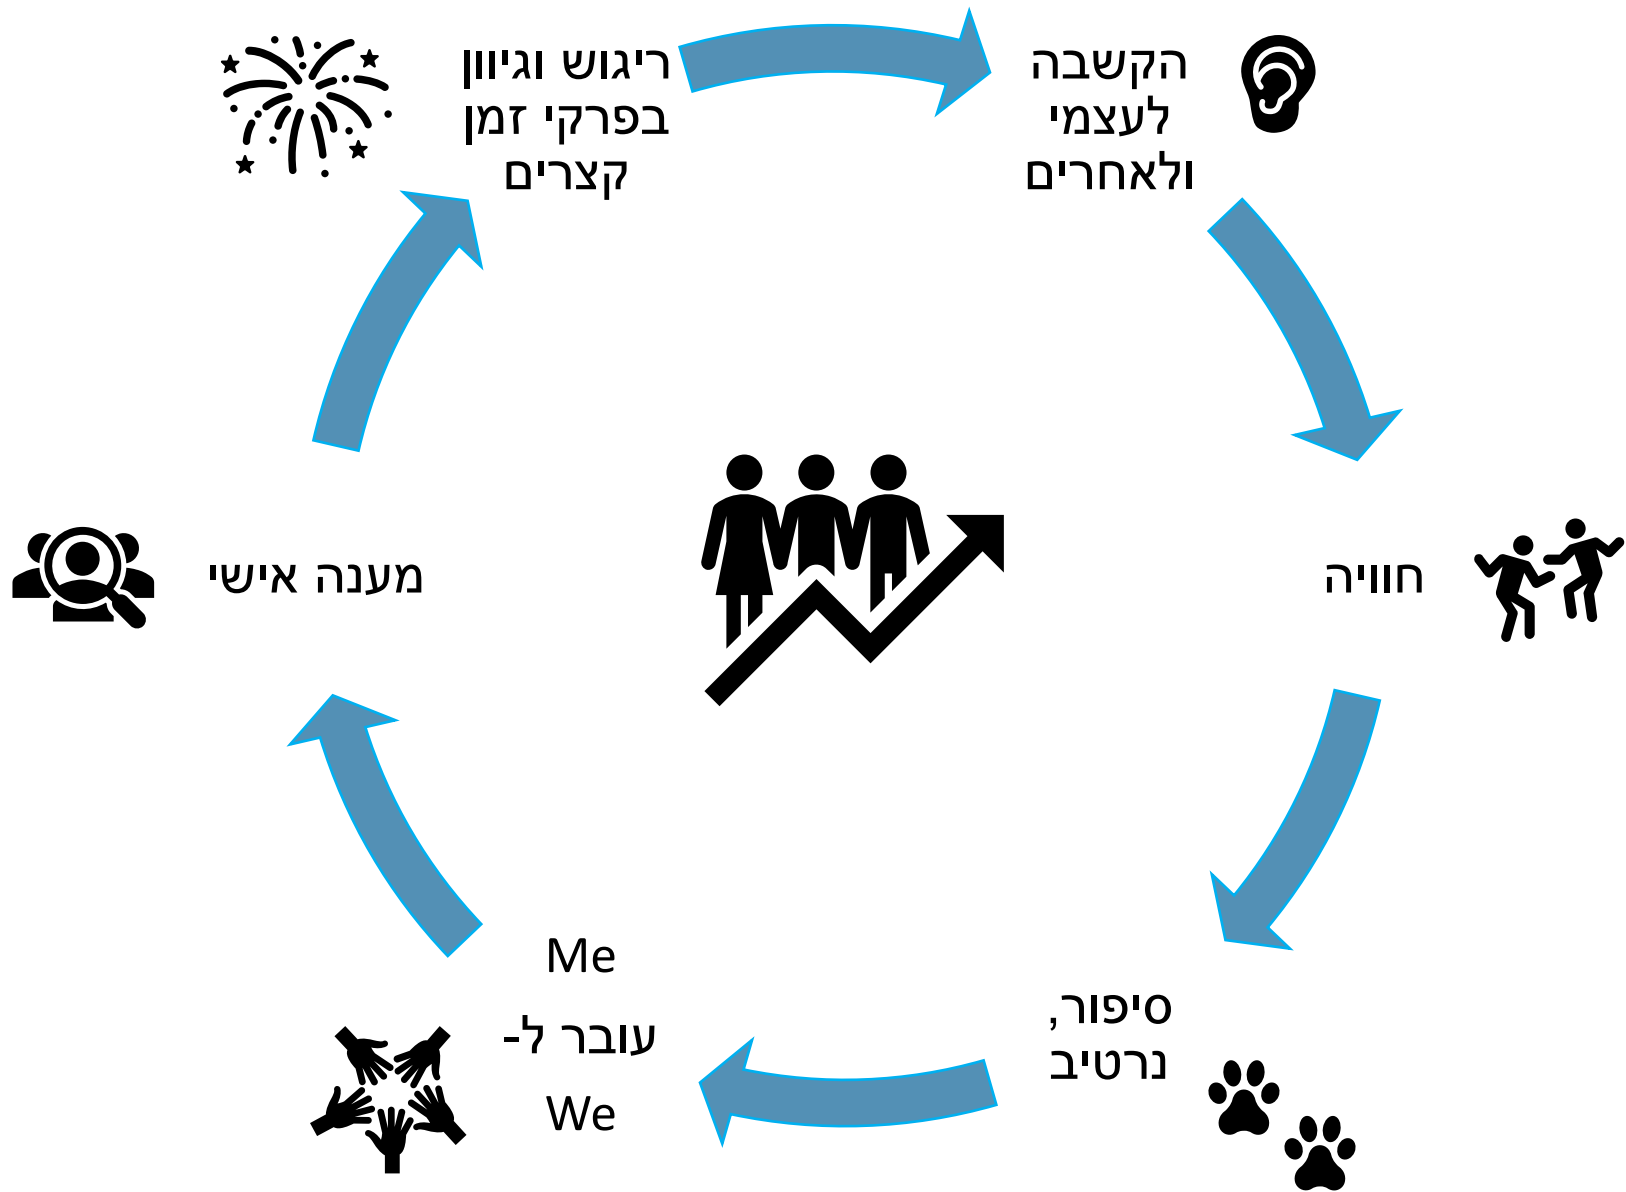 ריגוש וגיוון
בפרקי זמן
קצרים
הקשבה
לעצמי
ולאחרים
חוויה
סיפור,
נרטיב
Me
עובר ל-
We
מענה אישי